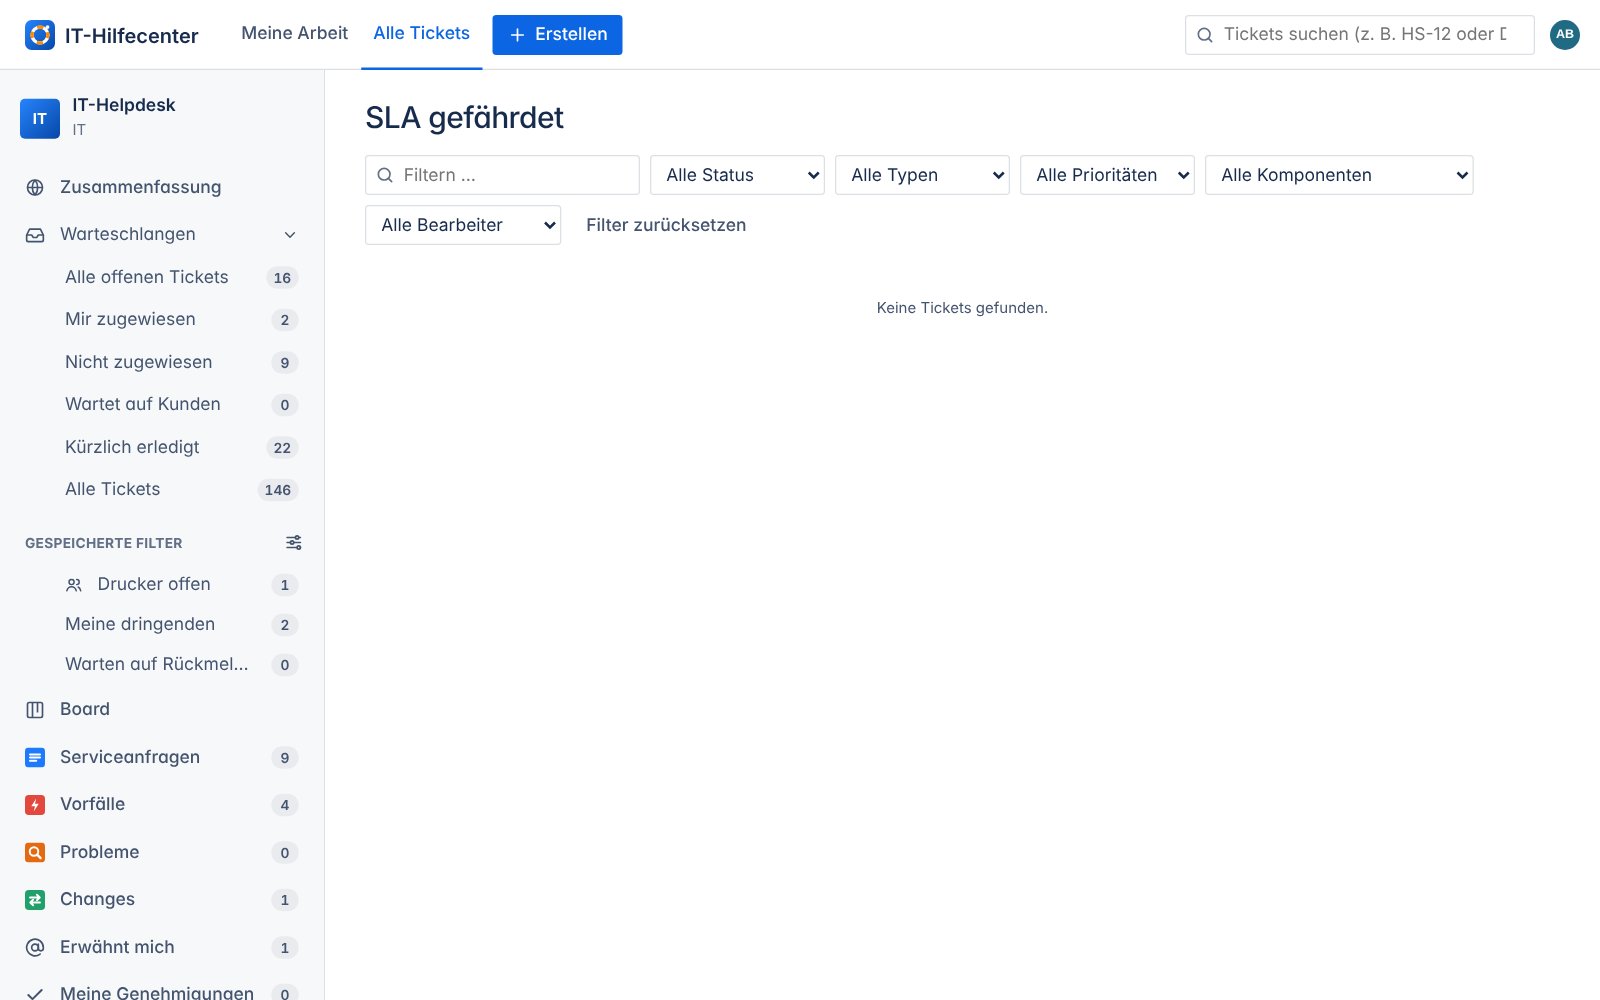 IT-Hilfecenter
Meine Arbeit
Alle Tickets
Erstellen
Tickets suchen (z. B. HS-12 oder D
AB
IT
IT-Helpdesk
IT
Zusammenfassung
Warteschlangen
Alle offenen Tickets 16
Mir zugewiesen 2
Nicht zugewiesen 9
Wartet auf Kunden 0
Kürzlich erledigt 22
Alle Tickets 146
GESPEICHERTE FILTER
Drucker offen 1
Meine dringenden 2
Warten auf Rückmel... 0
Board
Serviceanfragen 9
Vorfälle 4
Probleme 0
Changes 1
Erwähnt mich 1
Meine Genehmigungen 0
SLA gefährdet
Filtern ...
Alle Status
Alle Typen
Alle Prioritäten
Alle Komponenten
Alle Bearbeiter
Filter zurücksetzen
Keine Tickets gefunden.